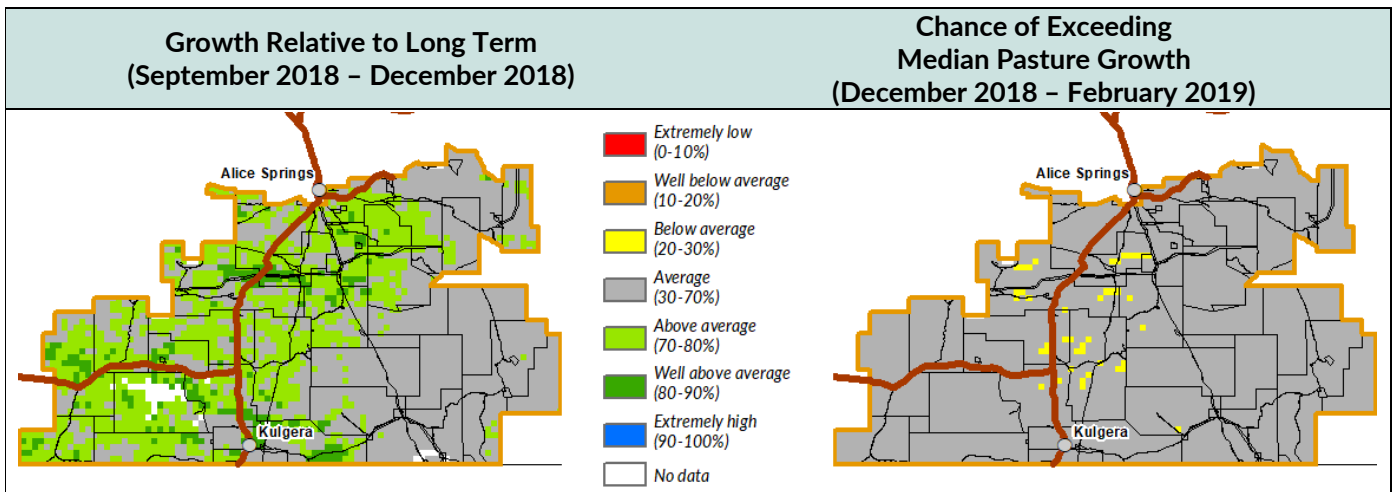 Growth Relative to Long Term
(September 2018 – December 2018)
Chance of Exceeding
Median Pasture Growth
(December 2018 – February 2019)
Alice Springs
Kulgera
Extremely low
(0-10%)
Well below average
(10-20%)
Below average
(20-30%)
Average
(30-70%)
Above average
(70-80%)
Well above average
(80-90%)
Extremely high
(90-100%)
No data
Alice Springs
Kulgera